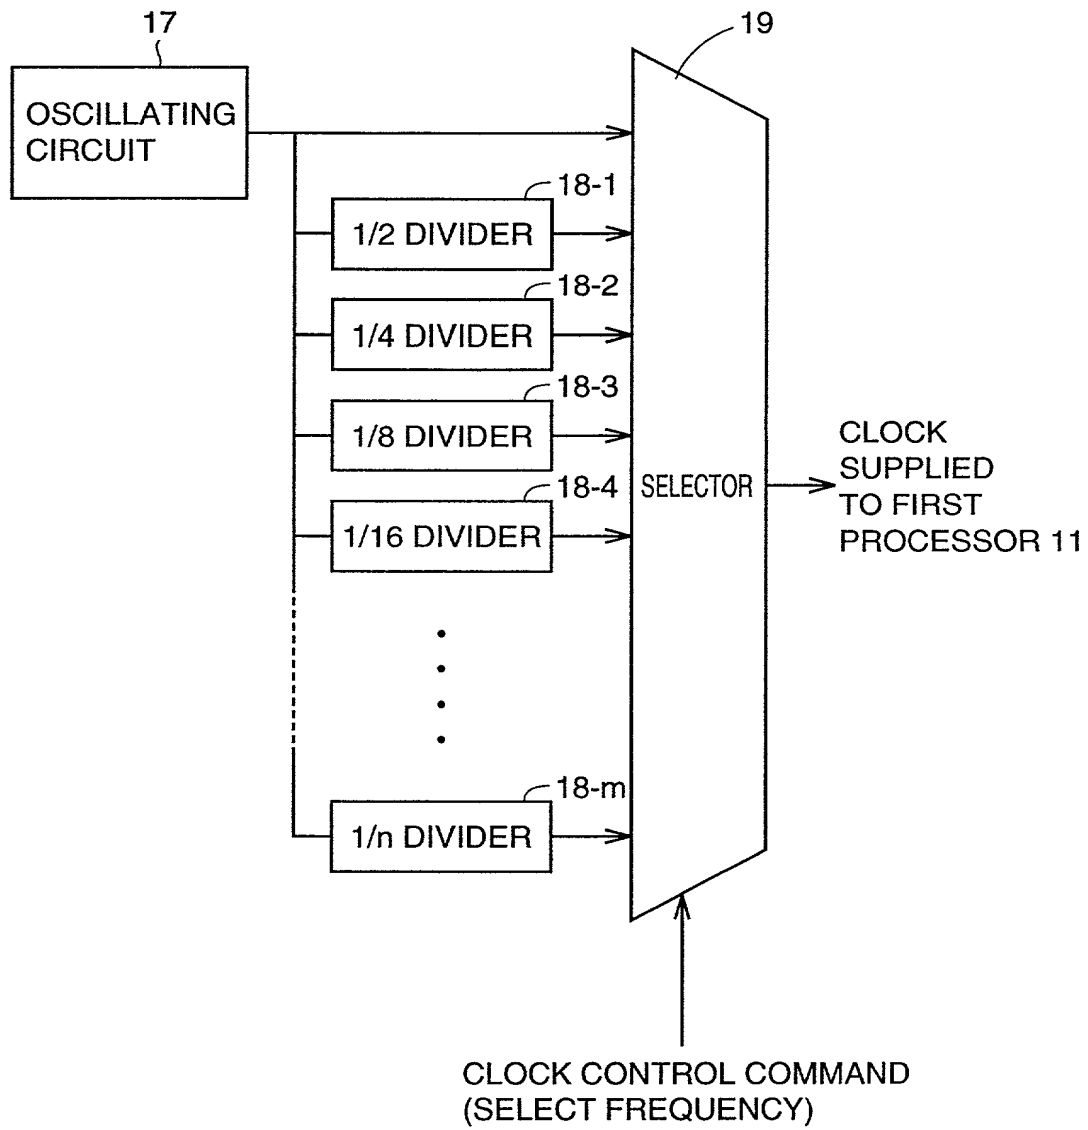 17
19
OSCILLATING
CIRCUIT
18-1
1/2 DIVIDER
18-2
1/4 DIVIDER
18-3
1/8 DIVIDER
18-4
1/16 DIVIDER
SELECTOR
CLOCK
SUPPLIED
TO FIRST
PROCESSOR 11
18-m
1/n DIVIDER
CLOCK CONTROL COMMAND
(SELECT FREQUENCY)